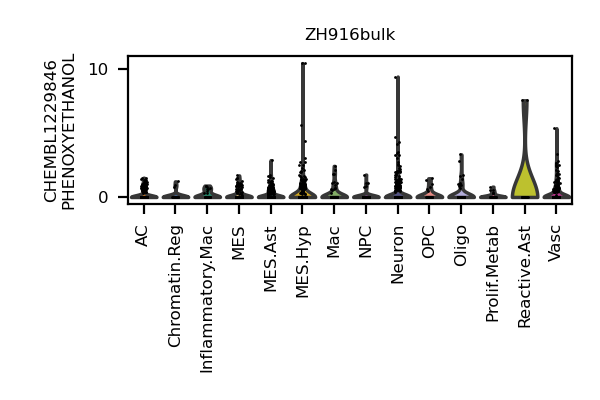 ZH916bulk
CHEMBL1229846
PHENOXYETHANOL
10
0
AC
Chromatin.Reg
Inflammatory.Mac
MES
MES.Ast
MES.Hyp
Mac
NPC
Neuron
OPC
Oligo
Prolif.Metab
Reactive.Ast
Vasc